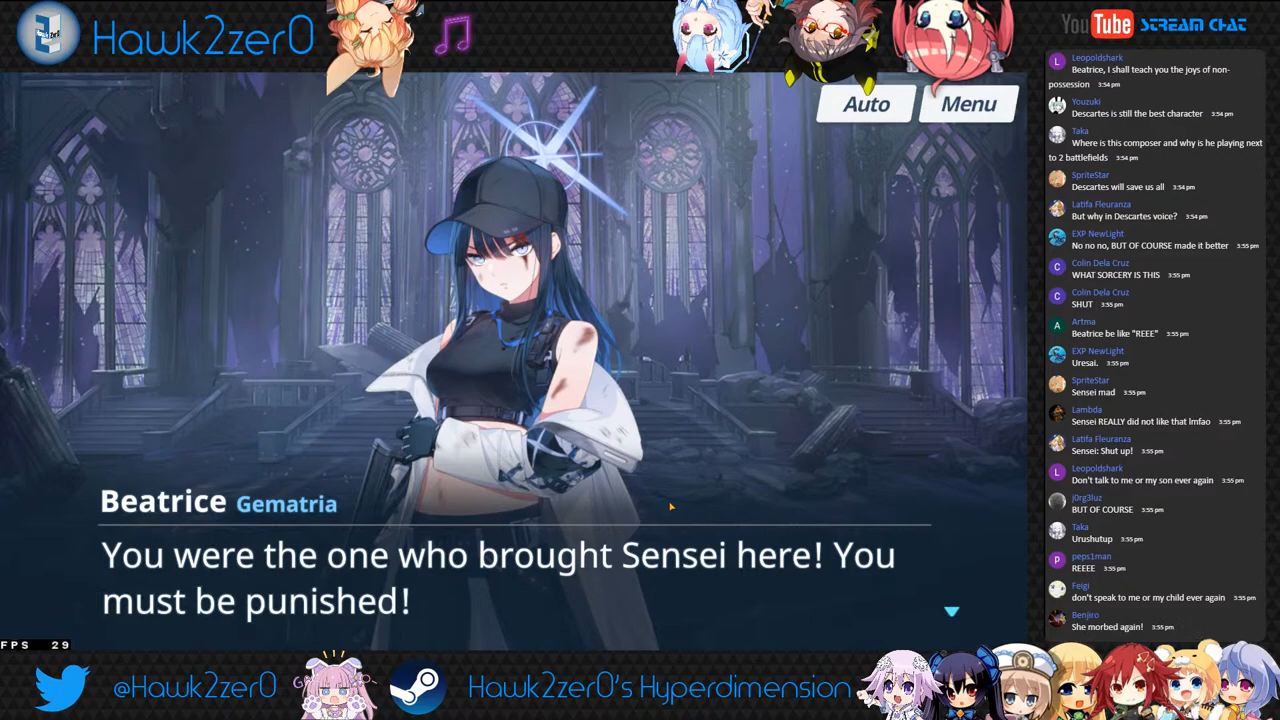 Hawk2zer0
YouTube STREAM CHAT
Auto
Menu
Leopoldshark
Beatrice, I shall teach you the joys of non-
possession 3:54 pm
Youzuki
Descartes is still the best character 3:54 pm
Taka
Where is this composer and why is he playing next
to 2 battlefields 3:54 pm
SpriteStar
Descartes will save us all 3:54 pm
Latifa Fleuranza
But why in Descartes voice? 3:54 pm
EXP NewLight
No no no, BUT OF COURSE made it better 3:55 pm
Colin Dela Cruz
WHAT SORCERY IS THIS 3:55 pm
Colin Dela Cruz
SHUT 3:55 pm
Artma
Beatrice be like "REEE" 3:55 pm
EXP NewLight
Uresai. 3:55 pm
SpriteStar
Sensei mad 3:55 pm
Lambda
Sensei REALLY did not like that lmfao 3:55 pm
Latifa Fleuranza
Sensei: Shut up! 3:55 pm
Leopoldshark
Don't talk to me or my son ever again 3:55 pm
j0rg3luz
BUT OF COURSE 3:55 pm
Taka
Urushutup 3:55 pm
peps1man
REEEE 3:55 pm
Feigi
don't speak to me or my child ever again 3:55 pm
Benjiro
She morbed again! 3:55 pm
Beatrice Gematria
You were the one who brought Sensei here! You
must be punished!
FPS 29
@Hawk2zer0
Hawk2zer0's Hyperdimension